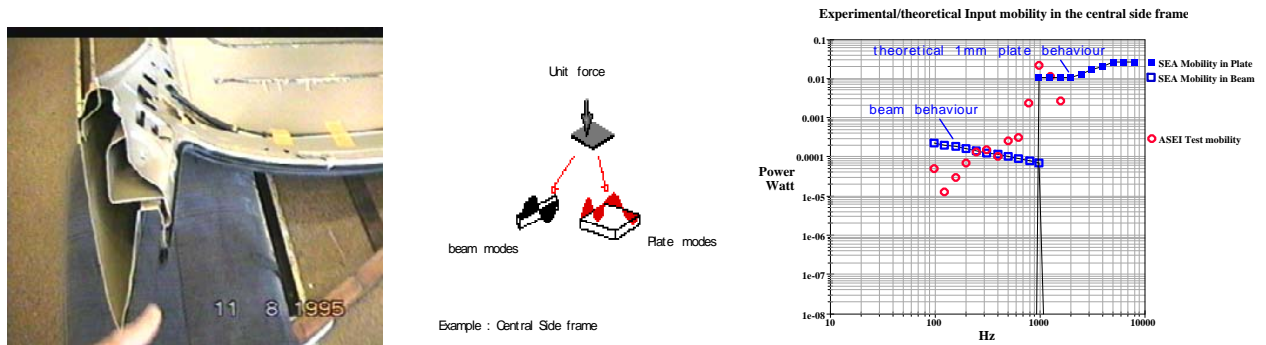 11 8 1995
Unit force
beam modes
Plate modes
Example : Central Side frame
Experimental/theoretical Input mobility in the central side frame
0.1
0.01
0.001
0.0001
1e-05
1e-06
1e-07
1e-08
Power
Watt
theoretical 1mm plate behaviour
beam behaviour
10
100
1000
10000
Hz
SEA Mobility in Plate
SEA Mobility in Beam
ASEI Test mobility